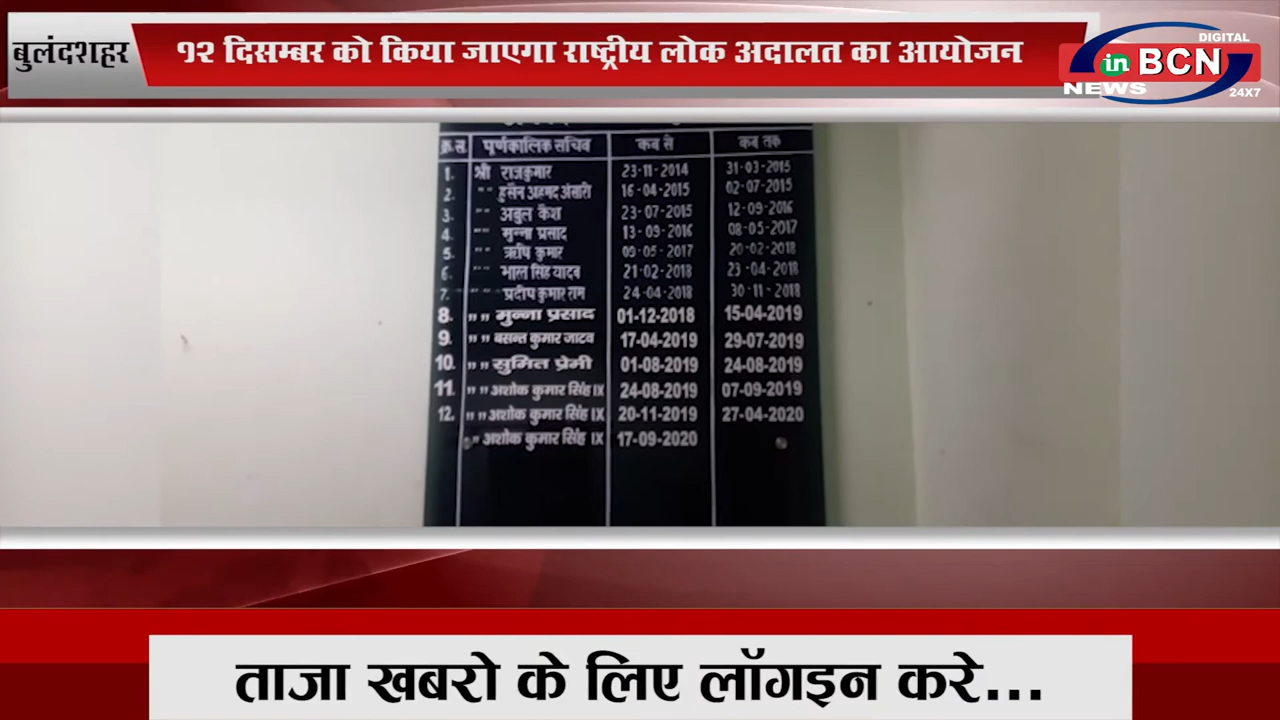 बुलंदशहर
१२ दिसम्बर को किया जाएगा राष्ट्रीय लोक अदालत का आयोजन
DIGITAL
in BCN
NEWS
24X7
क्र.स. पूर्णकालिक सचिव कब से कब तक
1. श्री राजकुमार 23-11-2014 31-03-2015
2. " हुसैन अहमद अंसारी 16-04-2015 02-07-2015
3. " अबुल कैश 23-07-2015 12-09-2016
4. " मुन्ना प्रसाद 13-09-2016 08-05-2017
5. " ऋषि कुमार 09-05-2017 20-02-2018
6. " भारत सिंह यादव 21-02-2018 23-04-2018
7. " प्रदीप कुमार राम 24-04-2018 30-11-2018
8. ,, ,, मुन्ना प्रसाद 01-12-2018 15-04-2019
9. ,, ,, बसन्त कुमार जाटव 17-04-2019 29-07-2019
10. ,, ,, सुमित प्रेमी 01-08-2019 24-08-2019
11. ,, ,, अशोक कुमार सिंह IX 24-08-2019 07-09-2019
12. ,, ,, अशोक कुमार सिंह IX 20-11-2019 27-04-2020
,, अशोक कुमार सिंह IX 17-09-2020
ताजा खबरो के लिए लॉगइन करे...